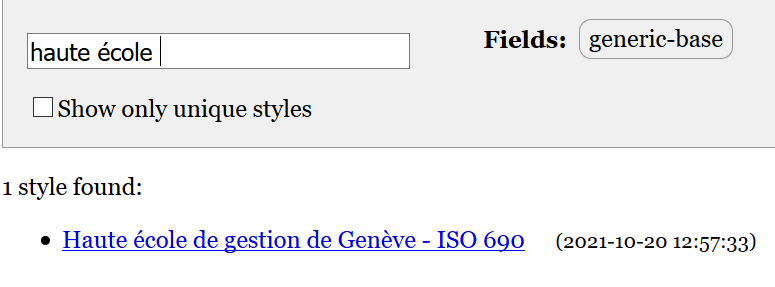 haute école
Fields: generic-base
Show only unique styles
1 style found:
Haute école de gestion de Genève - ISO 690 (2021-10-20 12:57:33)